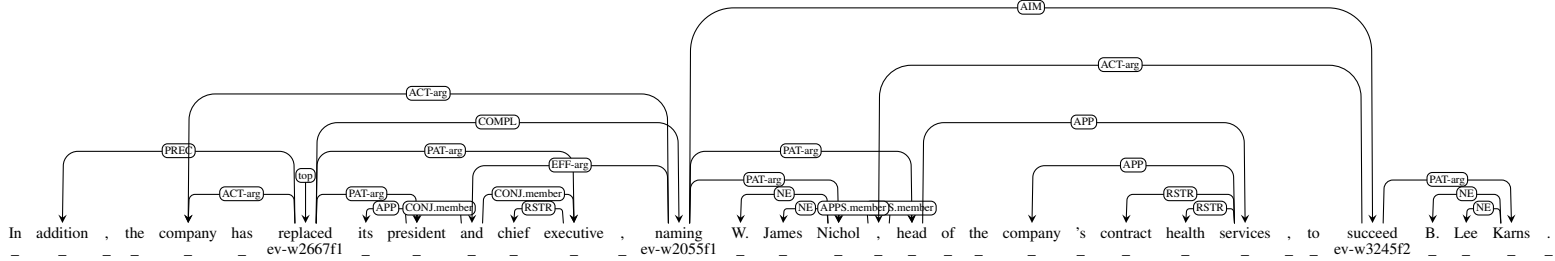 AIM
ACT-arg
ACT-arg
COMPL APP
PREC PAT-arg PAT-arg
EFF-arg APP
top PAT-arg PAT-arg
ACT-arg PAT-arg CONJ.member NE RSTR NE
APP CONJ.member RSTR NE APPS.member S.member RSTR NE
In addition , the company has replaced its president and chief executive , naming W. James Nichol , head of the company 's contract health services , to succeed B. Lee Karns .
_ _ _ _ _ _ ev-w2667f1 _ _ _ _ _ _ ev-w2055f1 _ _ _ _ _ _ _ _ _ _ _ _ _ _ ev-w3245f2 _ _ _ _